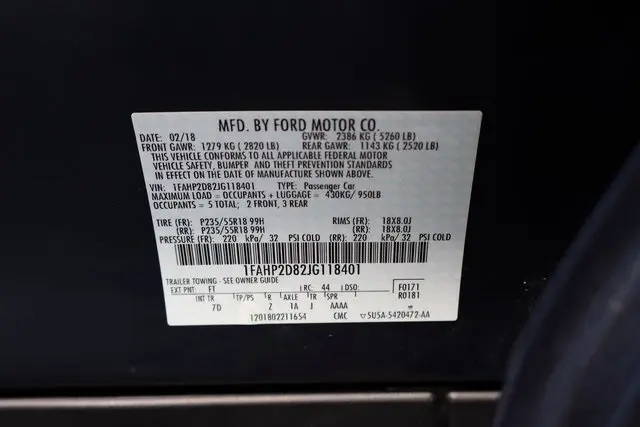 MFD. BY FORD MOTOR CO.
DATE: 02/18 GVWR: 2386 KG ( 5260 LB)
FRONT GAWR: 1279 KG ( 2820 LB) REAR GAWR: 1143 KG ( 2520 LB)
THIS VEHICLE CONFORMS TO ALL APPLICABLE FEDERAL MOTOR
VEHICLE SAFETY, BUMPER, AND THEFT PREVENTION STANDARDS
IN EFFECT ON THE DATE OF MANUFACTURE SHOWN ABOVE.
VIN: 1FAHP2D82JG118401 TYPE: Passenger Car
MAXIMUM LOAD = OCCUPANTS + LUGGAGE = 430KG/ 950LB
OCCUPANTS = 5 TOTAL; 2 FRONT, 3 REAR
TIRE (FR): P235/55R18 99H RIMS (FR): 18X8.0J
(RR): P235/55R18 99H (RR): 18X8.0J
PRESSURE (FR): 220 kPa/ 32 PSI COLD (RR) 220 kPa/ 32 PSI COLD
1FAHP2D82JG118401
TRAILER TOWING - SEE OWNER GUIDE
EXT PNT: FT RC: 44 DSO: F0171
INT TR TP/PS R AXLE TR SPR R0181
7D Z 1A J AAAA
1201802211654 CMC ▽5USA-5420472-AA